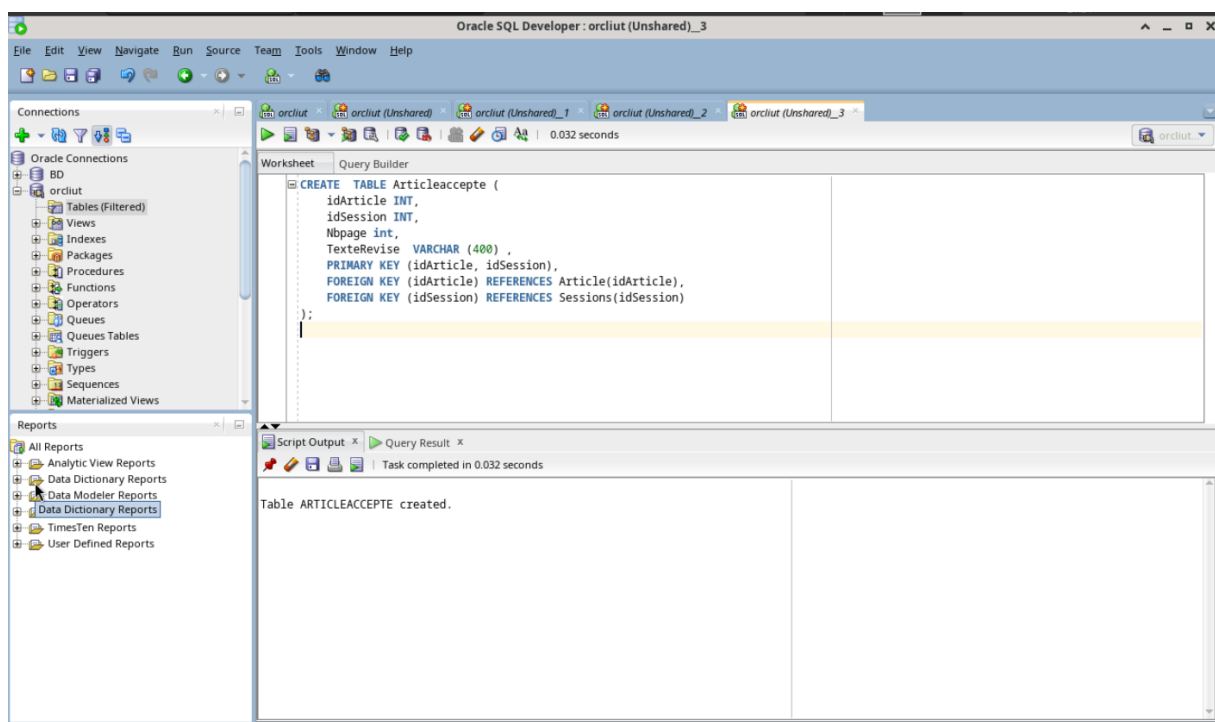 Oracle SQL Developer : orcliut (Unshared)__3
File Edit View Navigate Run Source Team Tools Window Help
Connections
Oracle Connections
BD
orcliut
Tables (Filtered)
Views
Indexes
Packages
Procedures
Functions
Operators
Queues
Queues Tables
Triggers
Types
Sequences
Materialized Views
Reports
All Reports
Analytic View Reports
Data Dictionary Reports
Data Modeler Reports
Data Dictionary Reports
TimesTen Reports
User Defined Reports
orcliut orcliut (Unshared) orcliut (Unshared)_1 orcliut (Unshared)_2 orcliut (Unshared)_3
0.032 seconds
orcliut
Worksheet Query Builder
CREATE TABLE Articleaccepte (
idArticle INT,
idSession INT,
Nbpage int,
TexteRevise VARCHAR (400) ,
PRIMARY KEY (idArticle, idSession),
FOREIGN KEY (idArticle) REFERENCES Article(idArticle),
FOREIGN KEY (idSession) REFERENCES Sessions(idSession)
);
Script Output Query Result
Task completed in 0.032 seconds
Table ARTICLEACCEPTE created.